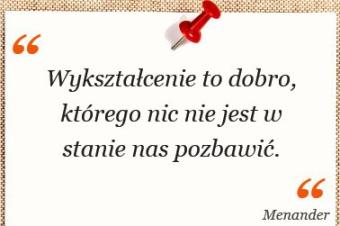 “
Wykształcenie to dobro,
którego nic nie jest w
stanie nas pozbawić.
“
Menander